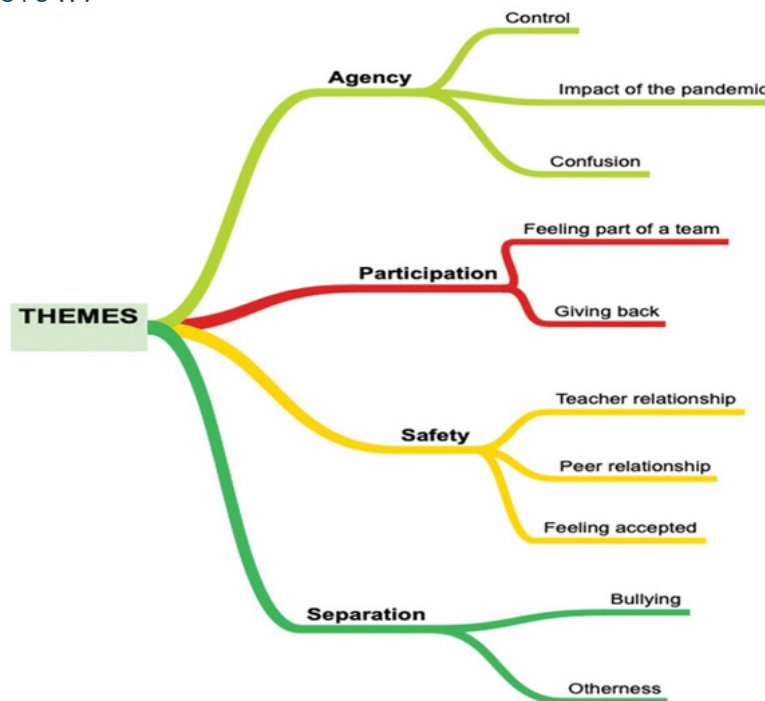 THEMES
Agency
Control
Impact of the pandemic
Confusion
Participation
Feeling part of a team
Giving back
Safety
Teacher relationship
Peer relationship
Feeling accepted
Separation
Bullying
Otherness